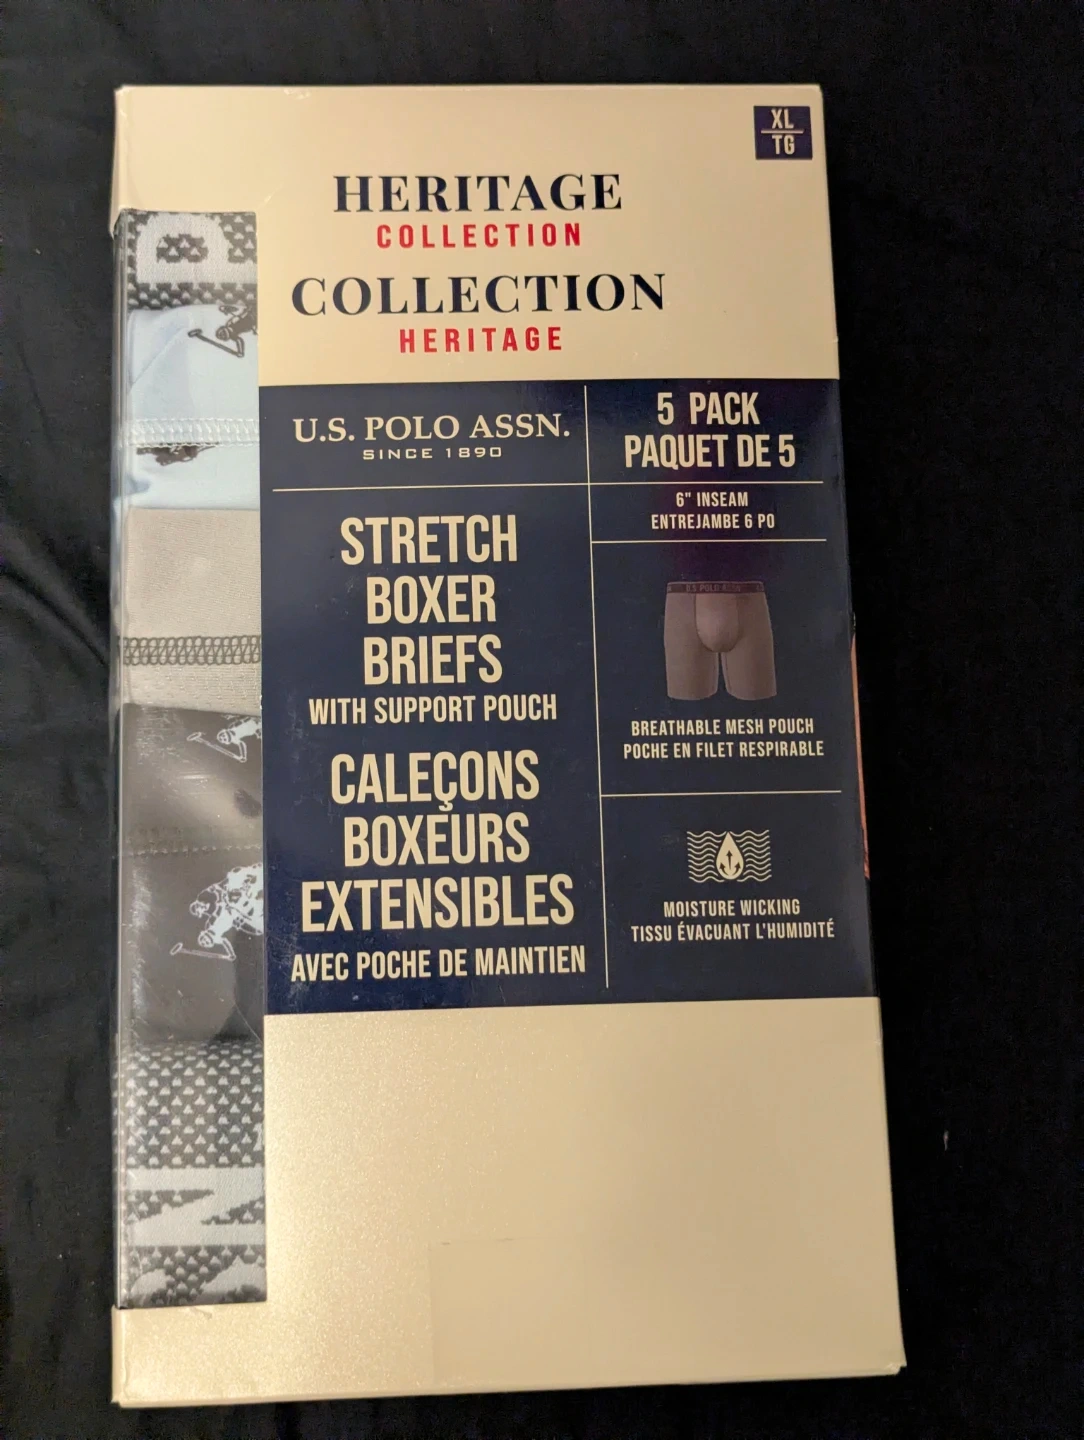 XL
TG
HERITAGE
COLLECTION
COLLECTION
HERITAGE
U.S. POLO ASSN.
SINCE 1890
5 PACK
PAQUET DE 5
6" INSEAM
ENTREJAMBE 6 PO
STRETCH
BOXER
BRIEFS
WITH SUPPORT POUCH
CALEÇONS
BOXEURS
EXTENSIBLES
AVEC POCHE DE MAINTIEN
U.S. POLO ASSN.
BREATHABLE MESH POUCH
POCHE EN FILET RESPIRABLE
MOISTURE WICKING
TISSU ÉVACUANT L'HUMIDITÉ